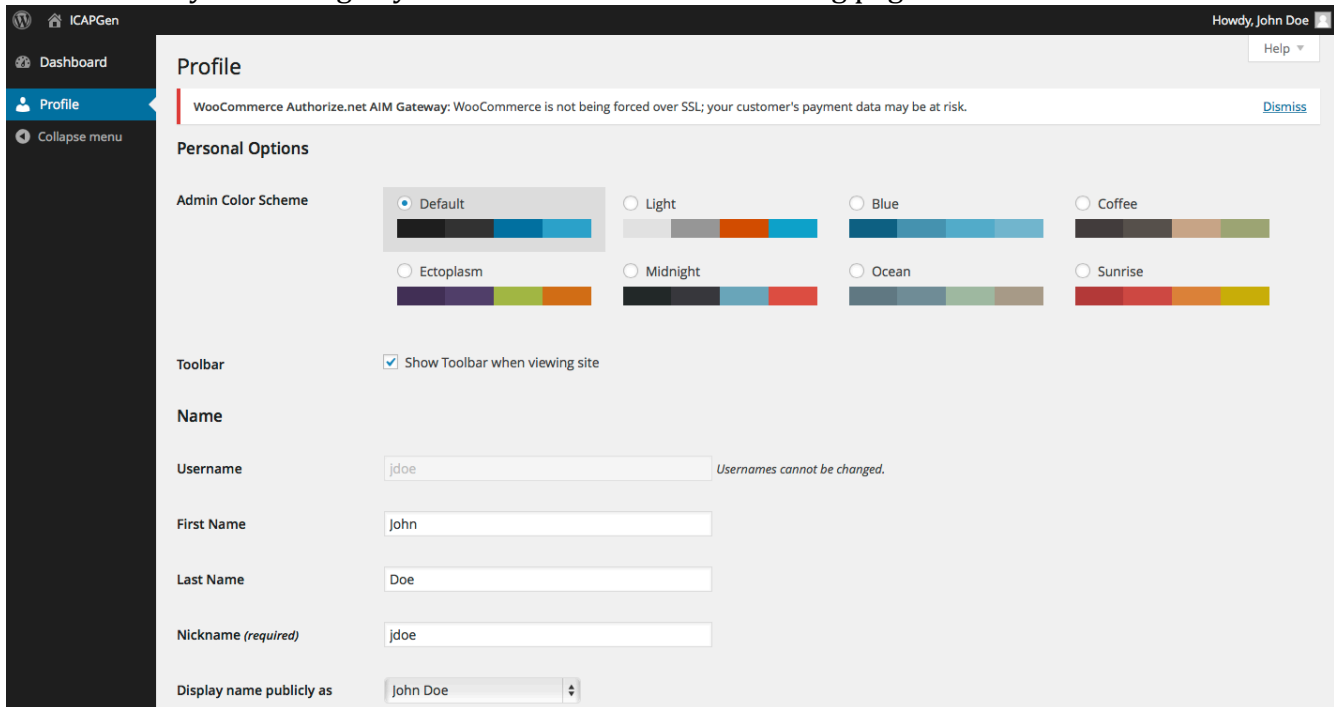 ICAPGen
Howdy, John Doe
Help
Dashboard
Profile
Collapse menu
Profile
WooCommerce Authorize.net AIM Gateway: WooCommerce is not being forced over SSL; your customer's payment data may be at risk.
Dismiss
Personal Options
Admin Color Scheme
Default
Light
Blue
Coffee
Ectoplasm
Midnight
Ocean
Sunrise
Toolbar
Show Toolbar when viewing site
Name
Username
jdoe
Usernames cannot be changed.
First Name
John
Last Name
Doe
Nickname (required)
jdoe
Display name publicly as
John Doe